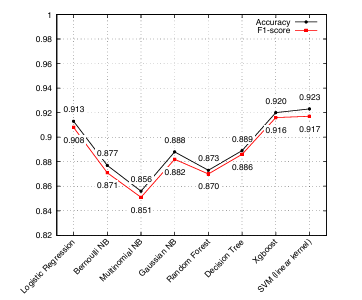 1
0.98
0.96
0.94
0.92
0.9
0.88
0.86
0.84
0.82
Accuracy
F1-score
0.913
0.877
0.856
0.888
0.873
0.889
0.920
0.923
0.908
0.871
0.851
0.882
0.870
0.886
0.916
0.917
Logistic Regression
Bernoulli NB
Multinomial NB
Gaussian NB
Random Forest
Decision Tree
Xgboost
SVM (linear kernel)